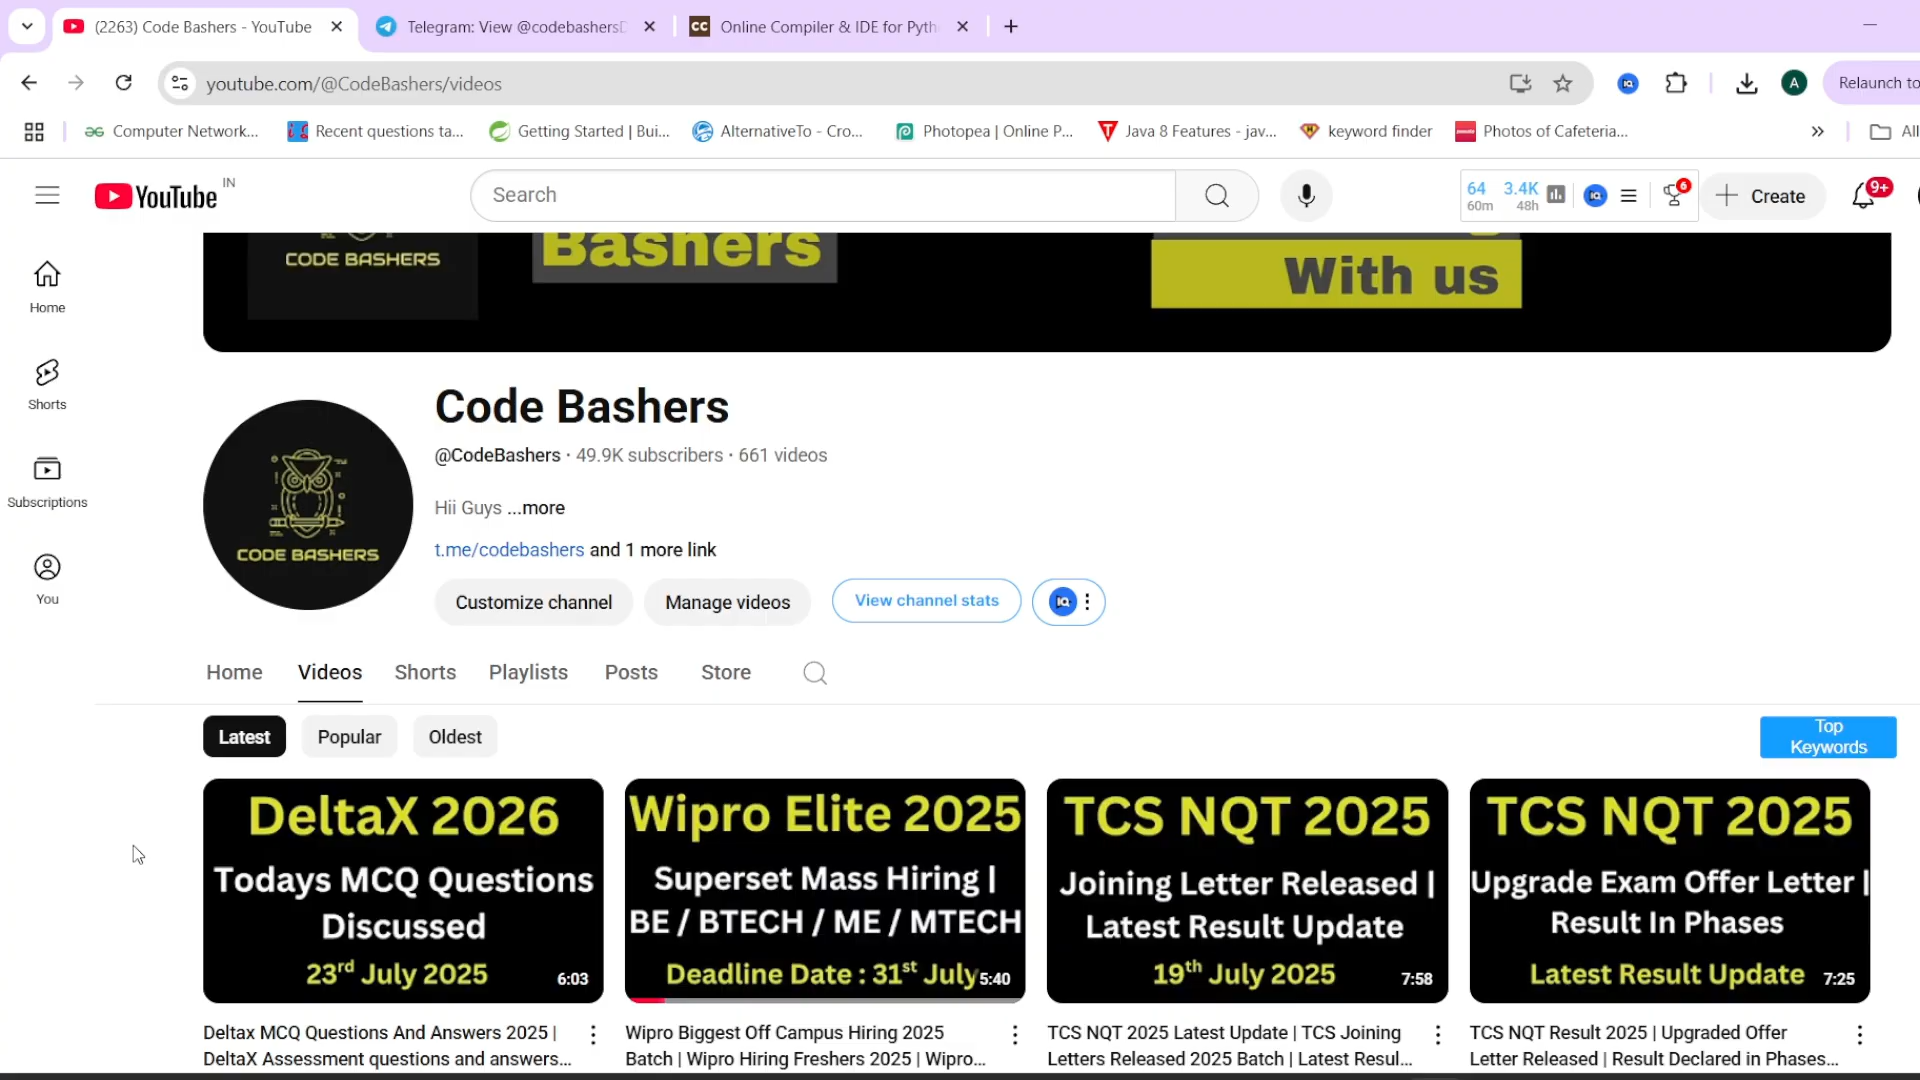 (2263) Code Bashers - YouTube
Telegram: View @codebashersD
CC Online Compiler & IDE for Pyth
youtube.com/@CodeBashers/videos
A
Relaunch to
Computer Network...
Recent questions ta...
Getting Started | Bui...
AlternativeTo - Cro...
Photopea | Online P...
Java 8 Features - jav...
keyword finder
Photos of Cafeteria...
All
YouTube IN
Search
64 3.4K
60m 48h
6
Create
9+
CODE BASHERS
Bashers
With us
Home
Shorts
Subscriptions
You
CODE BASHERS
Code Bashers
@CodeBashers · 49.9K subscribers · 661 videos
Hii Guys ...more
t.me/codebashers and 1 more link
Customize channel
Manage videos
View channel stats
Home Videos Shorts Playlists Posts Store
Latest Popular Oldest
Top
Keywords
DeltaX 2026
Todays MCQ Questions
Discussed
23rd July 2025
6:03
Wipro Elite 2025
Superset Mass Hiring |
BE / BTECH / ME / MTECH
Deadline Date : 31st July
5:40
TCS NQT 2025
Joining Letter Released |
Latest Result Update
19th July 2025
7:58
TCS NQT 2025
Upgrade Exam Offer Letter |
Result In Phases
Latest Result Update
7:25
Deltax MCQ Questions And Answers 2025 |
DeltaX Assessment questions and answers...
Wipro Biggest Off Campus Hiring 2025
Batch | Wipro Hiring Freshers 2025 | Wipro...
TCS NQT 2025 Latest Update | TCS Joining
Letters Released 2025 Batch | Latest Resul...
TCS NQT Result 2025 | Upgraded Offer
Letter Released | Result Declared in Phases...